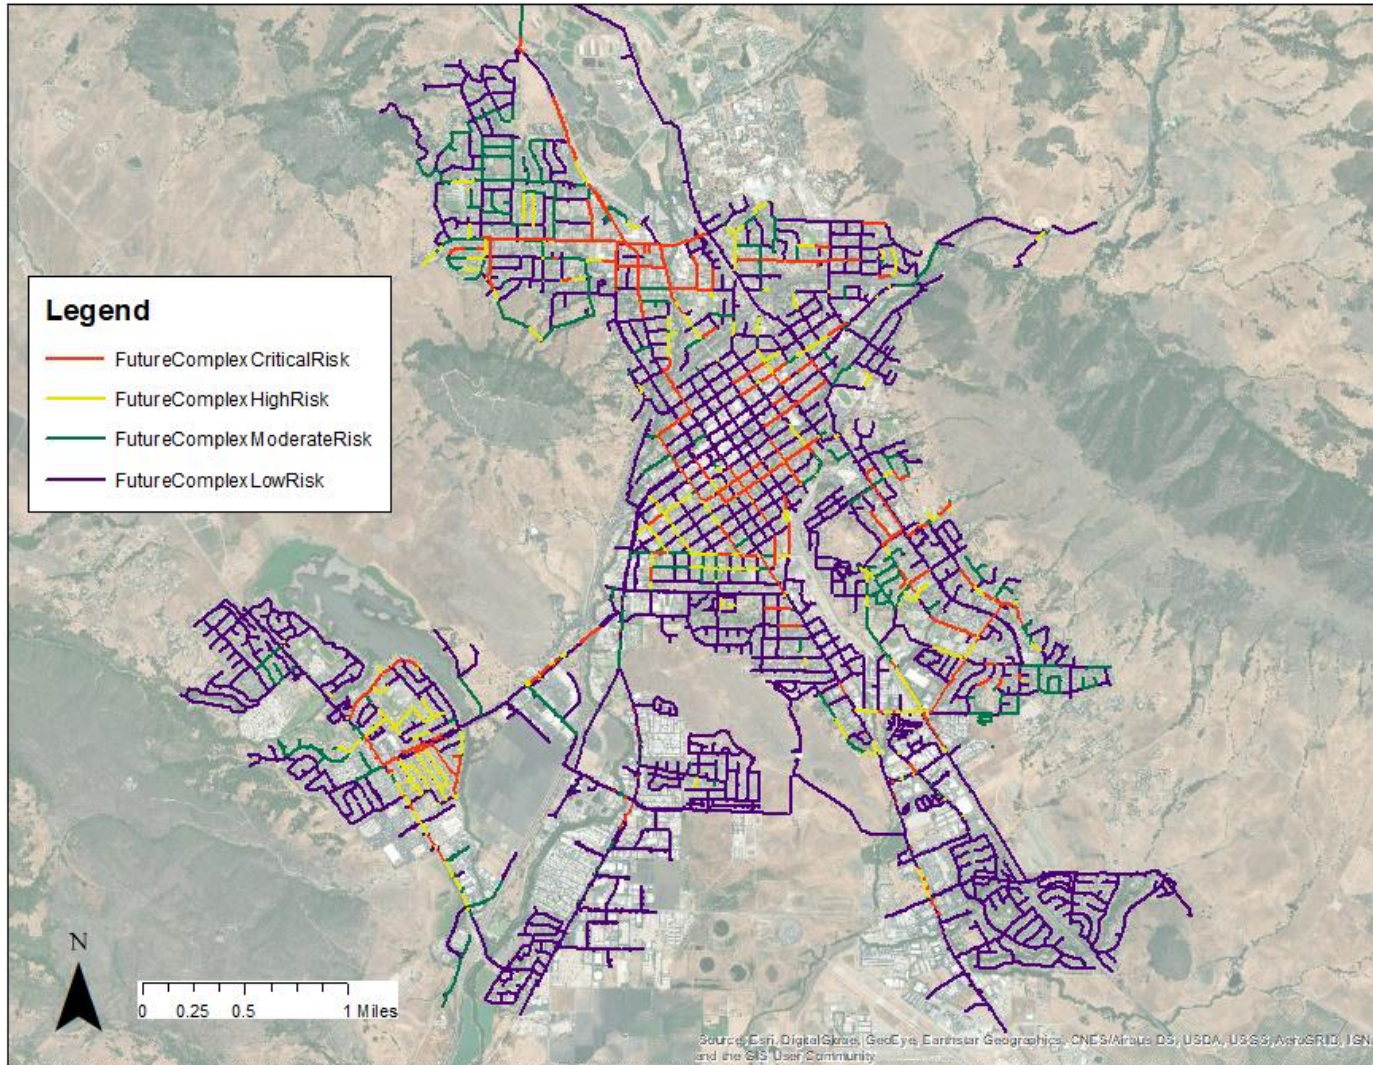 Legend
FutureComplexCriticalRisk
FutureComplexHighRisk
FutureComplexModerateRisk
FutureComplexLowRisk
N
0 0.25 0.5 1 Miles
Source: Esri, DigitalGlobe, GeoEye, Earthstar Geographics, CNES/Airbus DS, USDA, USGS, AeroGRID, IGN,
and the GIS User Community